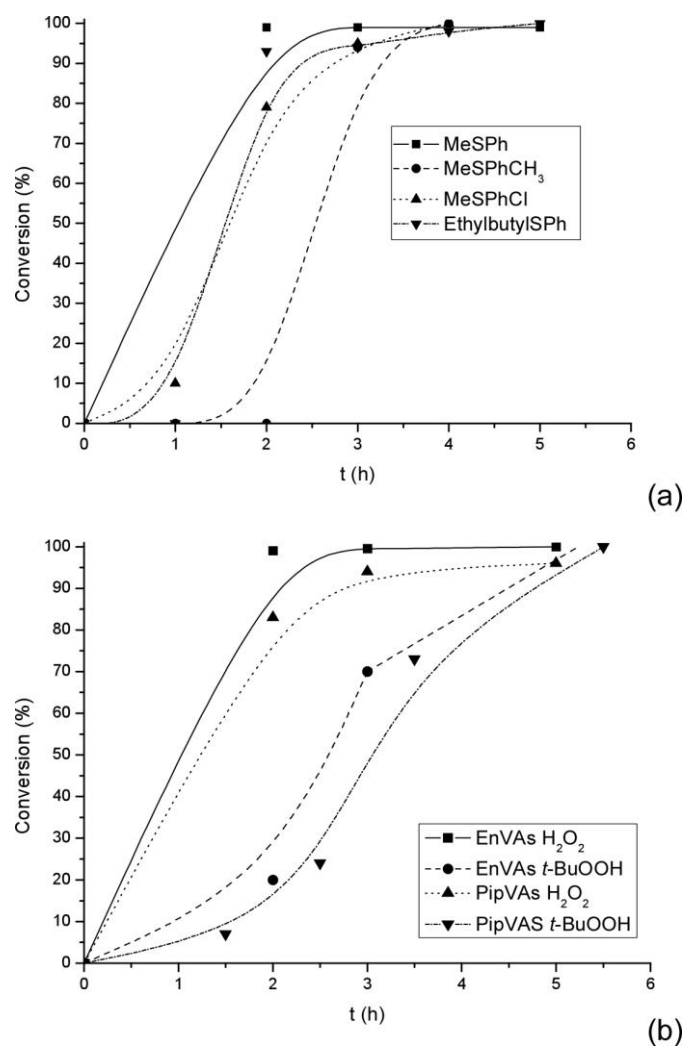 100
90
80
70
60
50
40
30
20
10
0
Conversion (%)
MeSPh
MeSPhCH₃
MeSPhCl
EthylbutylSPh
0 1 2 3 4 5 6
t (h)
(a)
100
90
80
70
60
50
40
30
20
10
0
Conversion (%)
EnVAs H₂O₂
EnVAs t-BuOOH
PipVAs H₂O₂
PipVAS t-BuOOH
0 1 2 3 4 5 6
t (h)
(b)